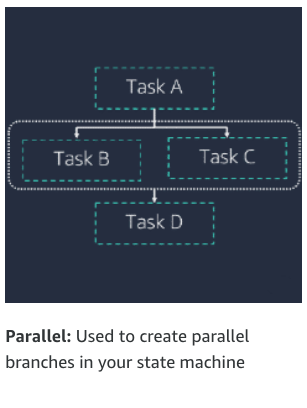 Task A
Task B
Task C
Task D
Parallel: Used to create parallel
branches in your state machine